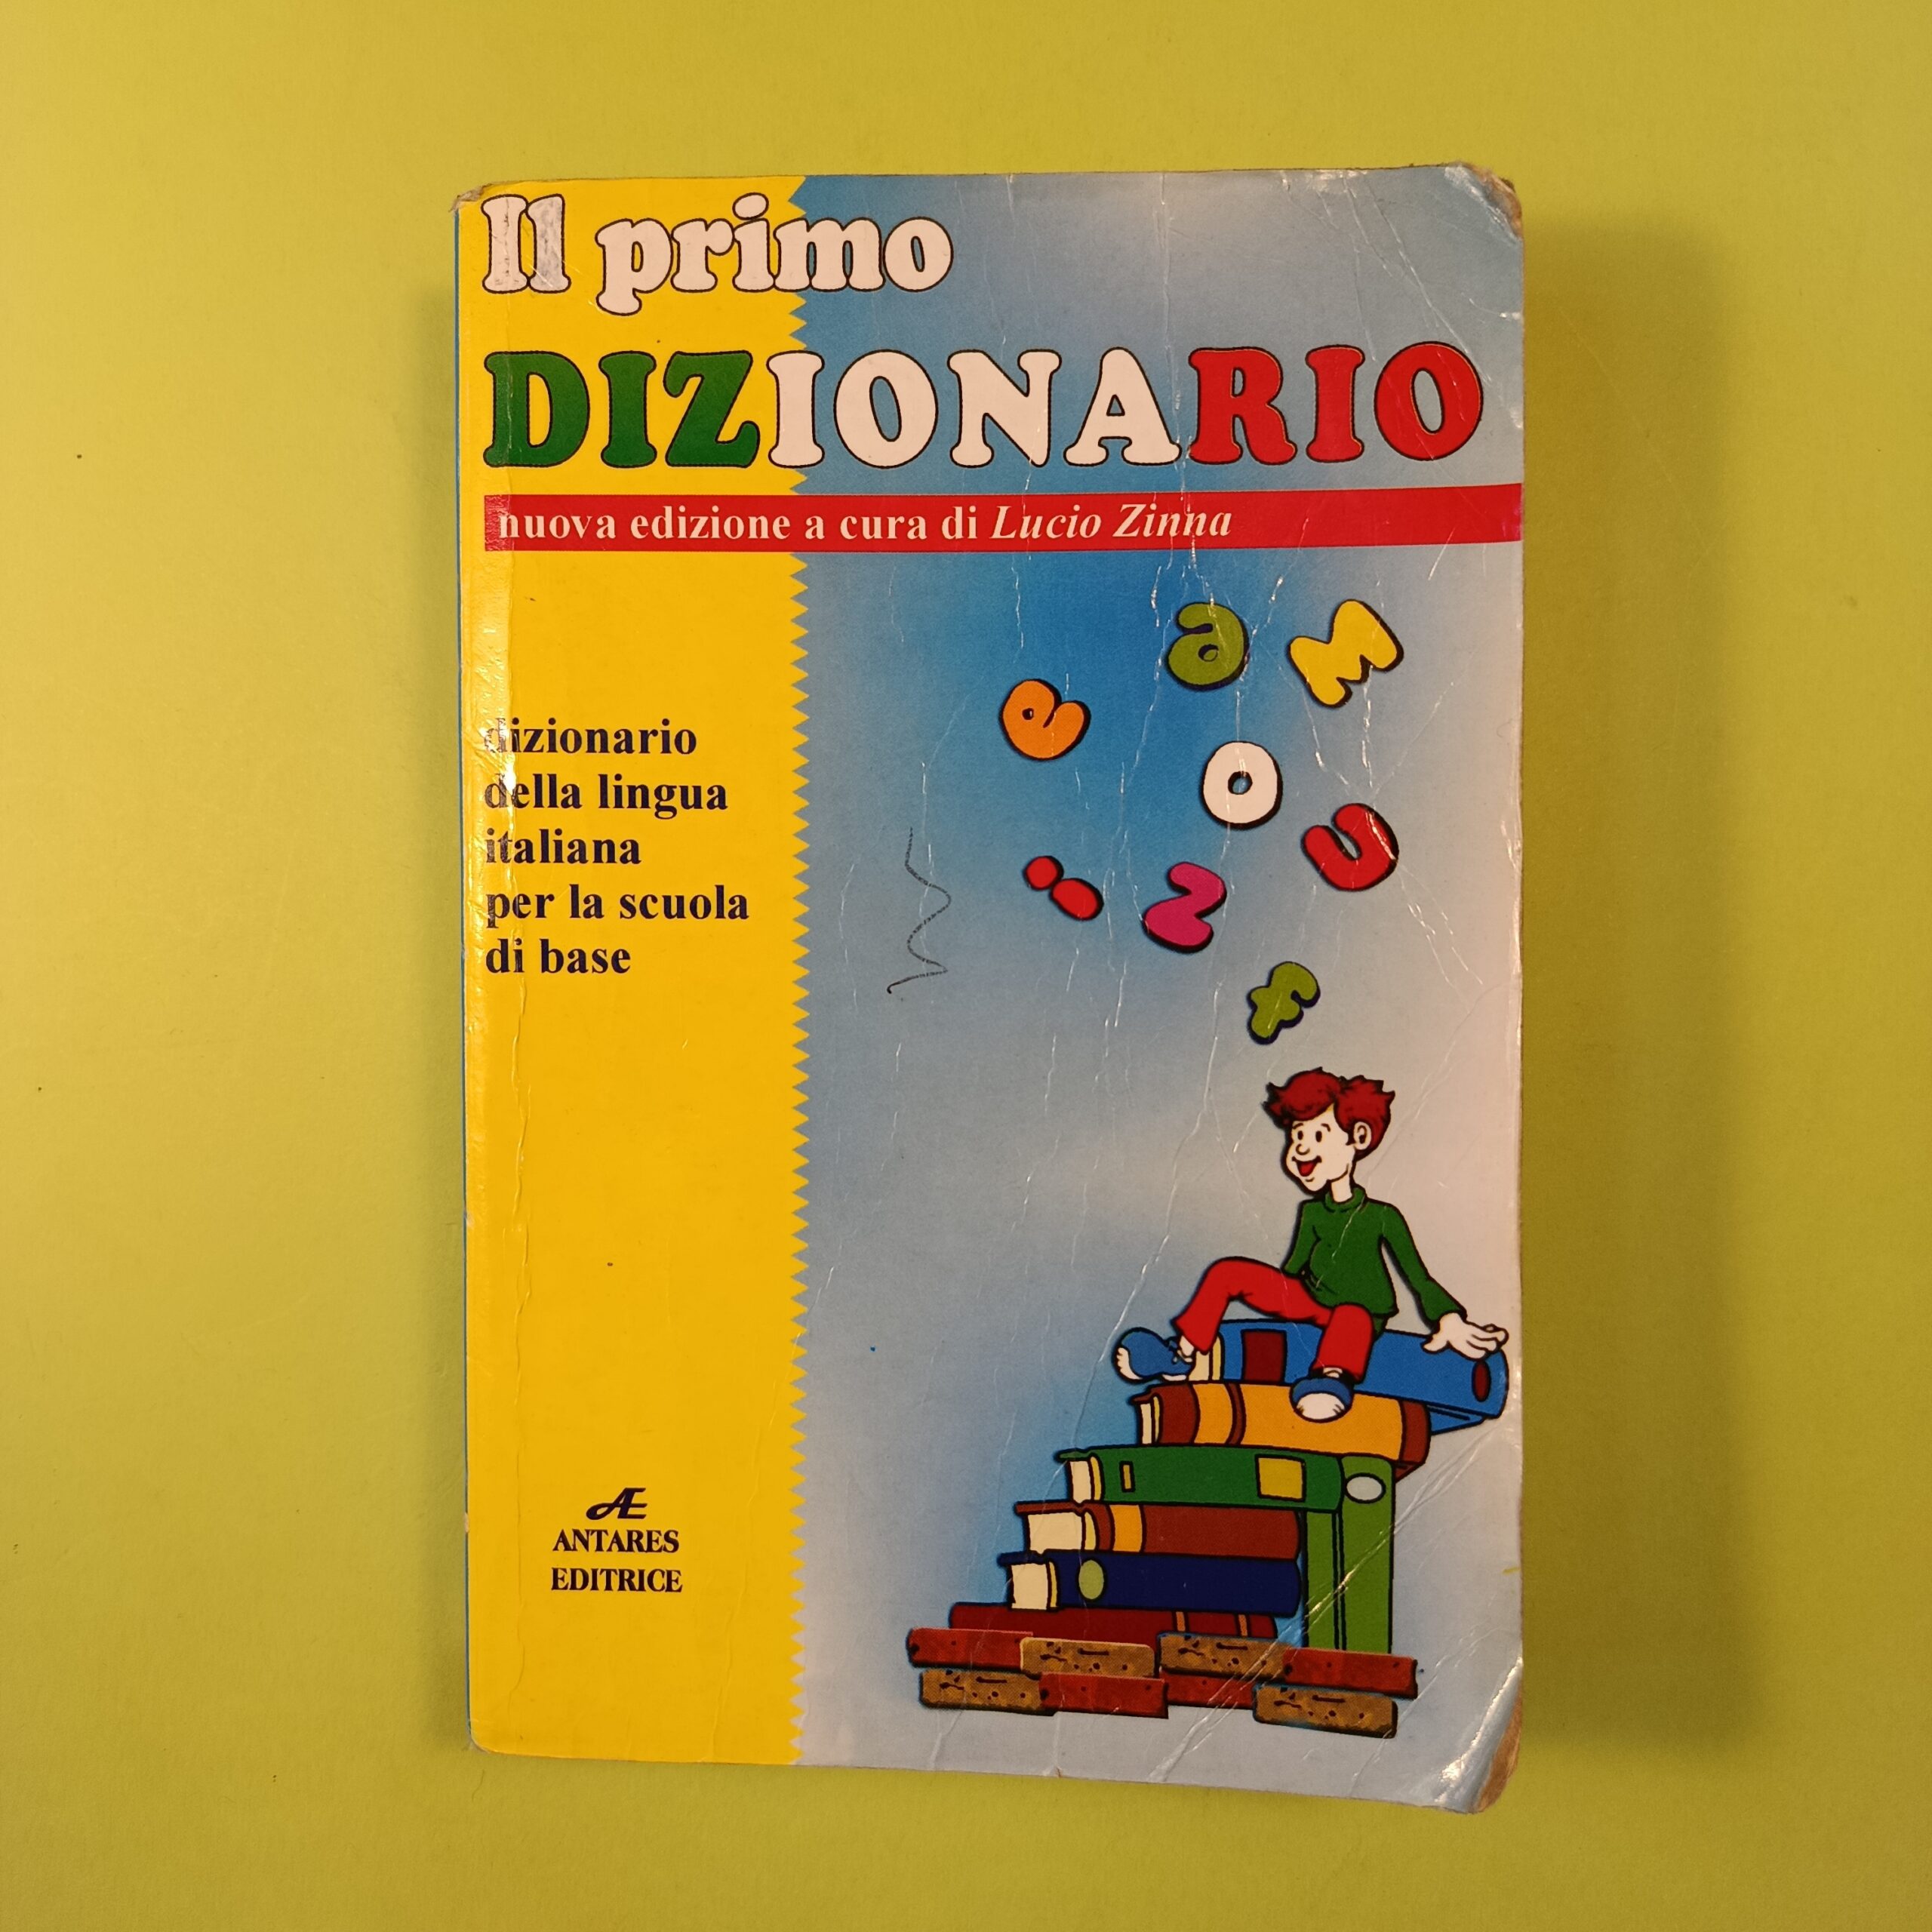 Il primo
DIZIONARIO
nuova edizione a cura di Lucio Zinna
a M
e
o
u
i z
f
dizionario
della lingua
italiana
per la scuola
di base
Æ
ANTARES
EDITRICE